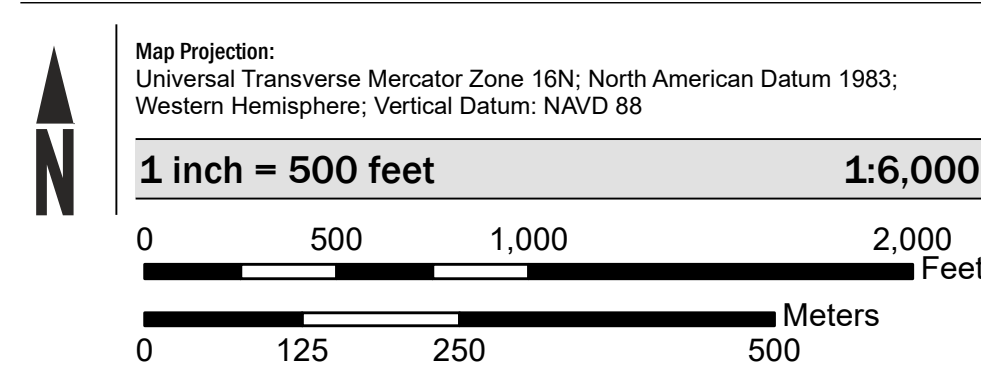 Map Projection:
Universal Transverse Mercator Zone 16N; North American Datum 1983;
Western Hemisphere; Vertical Datum: NAVD 88
N
1 inch = 500 feet 1:6,000
0 500 1,000 2,000
Feet
Meters
0 125 250 500